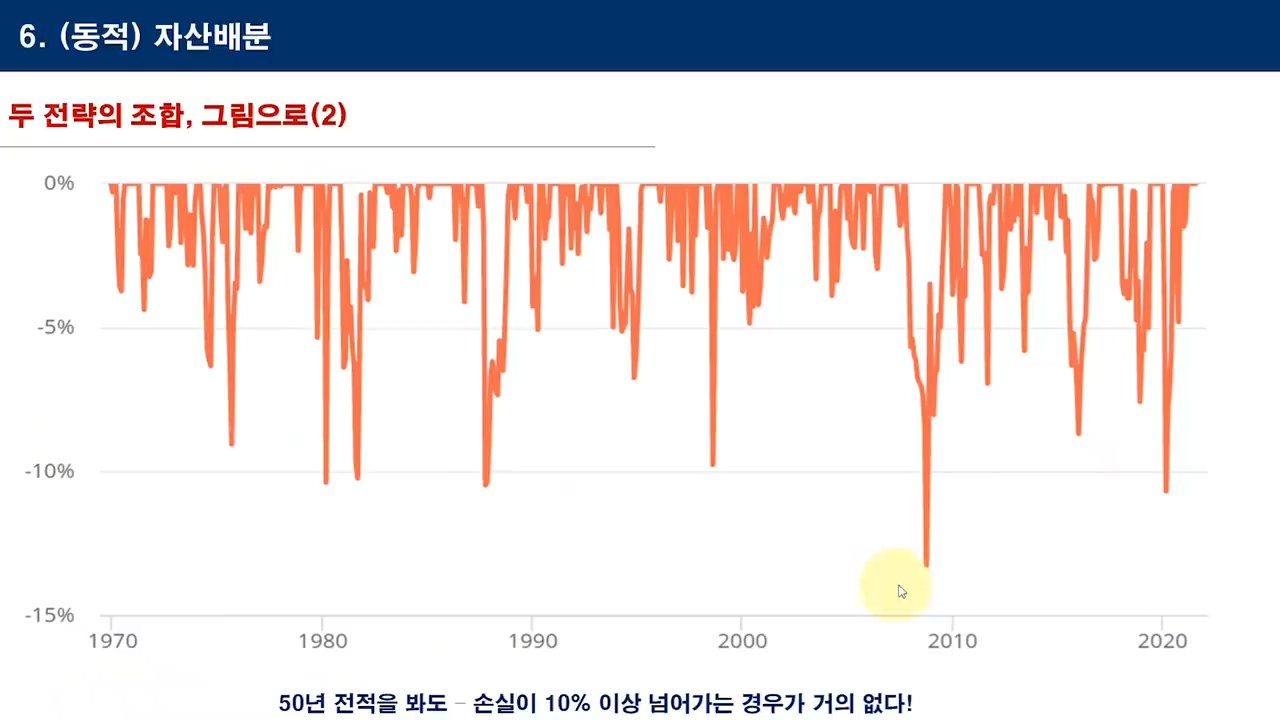 6. (동적) 자산배분
두 전략의 조합, 그림으로(2)
0%
-5%
-10%
-15%
1970 1980 1990 2000 2010 2020
50년 전적을 봐도 – 손실이 10% 이상 넘어가는 경우가 거의 없다!